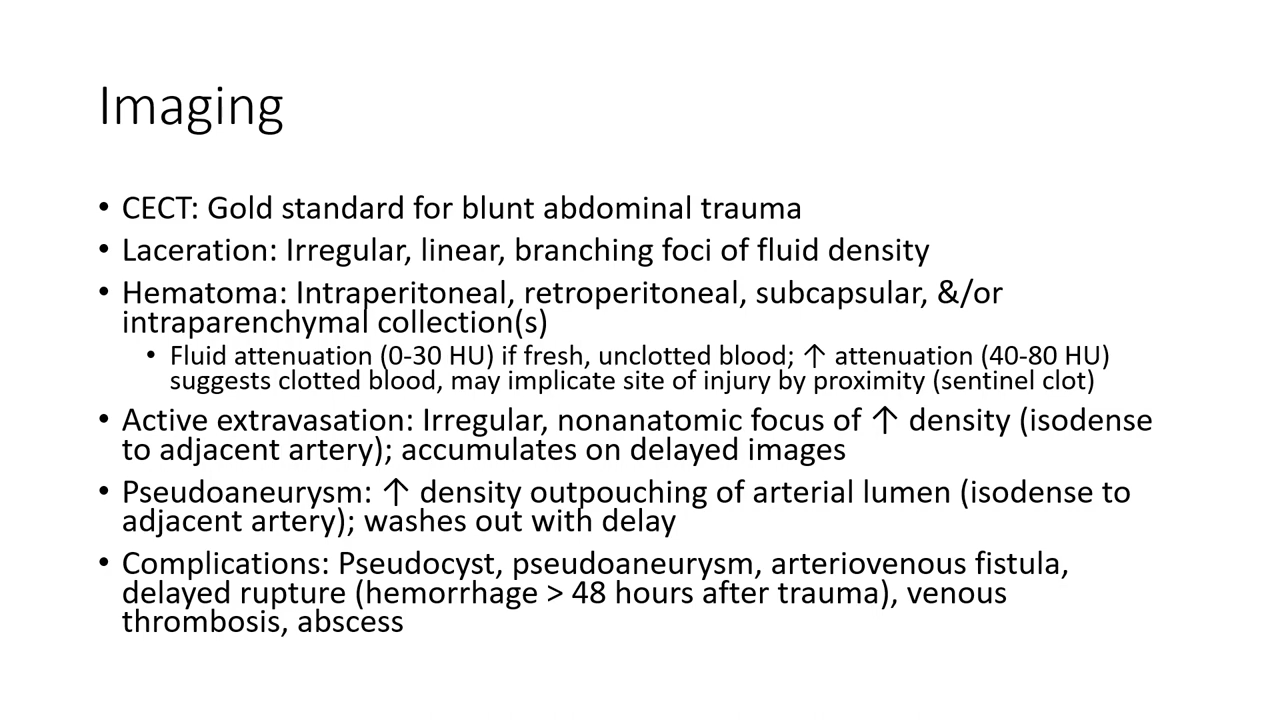 Imaging
• CECT: Gold standard for blunt abdominal trauma
• Laceration: Irregular, linear, branching foci of fluid density
• Hematoma: Intraperitoneal, retroperitoneal, subcapsular, &/or
intraparenchymal collection(s)
• Fluid attenuation (0-30 HU) if fresh, unclotted blood; ↑ attenuation (40-80 HU)
suggests clotted blood, may implicate site of injury by proximity (sentinel clot)
• Active extravasation: Irregular, nonanatomic focus of ↑ density (isodense
to adjacent artery); accumulates on delayed images
• Pseudoaneurysm: ↑ density outpouching of arterial lumen (isodense to
adjacent artery); washes out with delay
• Complications: Pseudocyst, pseudoaneurysm, arteriovenous fistula,
delayed rupture (hemorrhage > 48 hours after trauma), venous
thrombosis, abscess